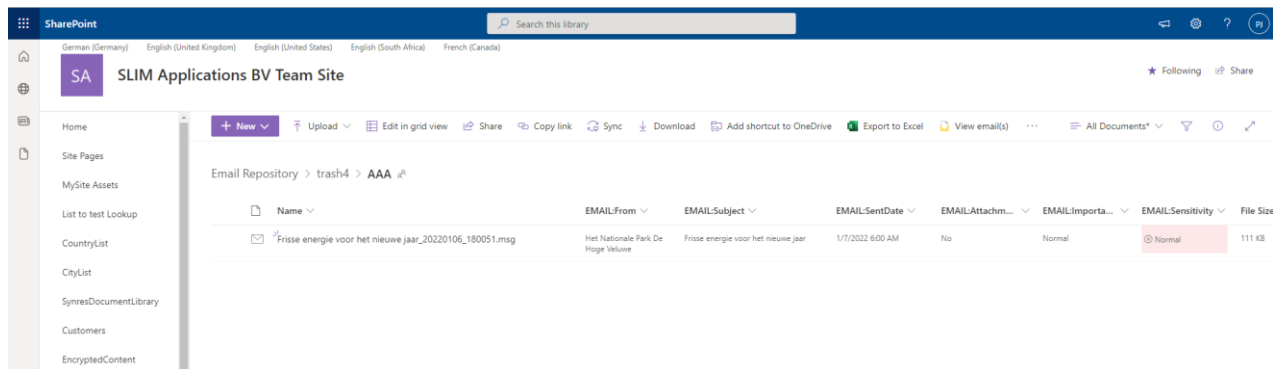 SharePoint
Search this library
?
PJ
German (Germany) English (United Kingdom) English (United States) English (South Africa) French (Canada)
SA
SLIM Applications BV Team Site
Following Share
Home
+ New Upload Edit in grid view Share Copy link Sync Download Add shortcut to OneDrive Export to Excel View email(s) ··· All Documents*
Site Pages
MySite Assets
List to test Lookup
CountryList
CityList
SynresDocumentLibrary
Customers
EncryptedContent
Email Repository > trash4 > AAA
Name EMAIL:From EMAIL:Subject EMAIL:SentDate EMAIL:Attachm... EMAIL:Importa... EMAIL:Sensitivity File Size
Frisse energie voor het nieuwe jaar_20220106_180051.msg Het Nationale Park De Frisse energie voor het nieuwe jaar 1/7/2022 6:00 AM No Normal Normal 111 KB
Hoge Veluwe